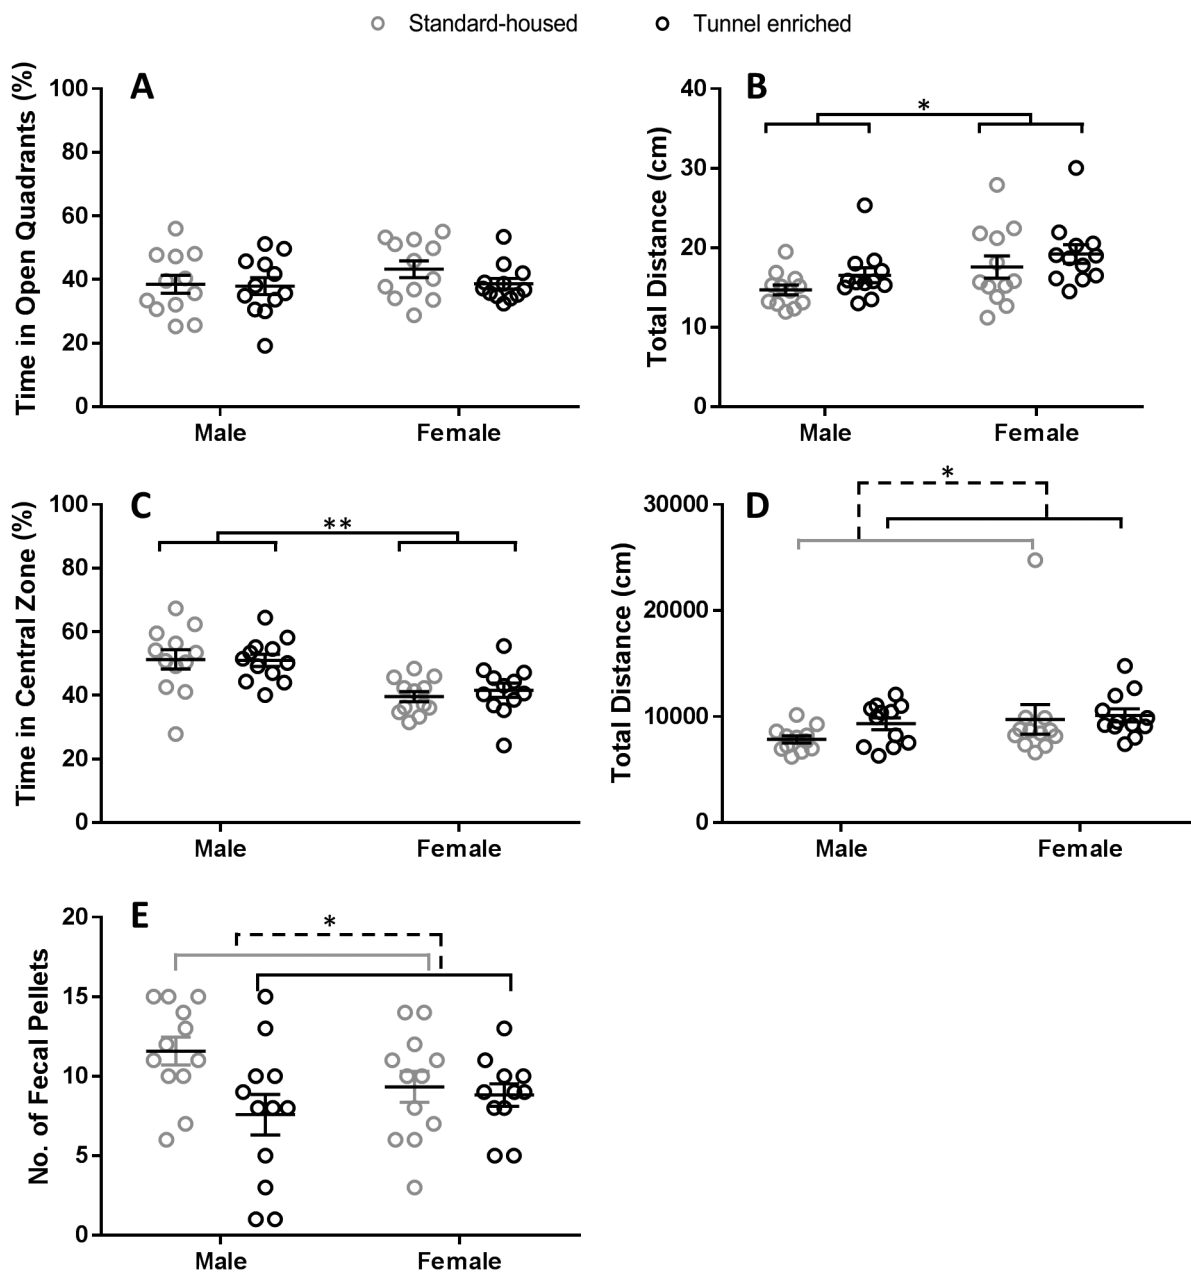 Standard-housed Tunnel enriched
A
Time in Open Quadrants (%)
100
80
60
40
20
0
Male Female
B
Total Distance (cm)
40
30
20
10
0
*
Male Female
C
Time in Central Zone (%)
100
80
60
40
20
0
**
Male Female
D
Total Distance (cm)
30000
20000
10000
0
*
Male Female
E
No. of Fecal Pellets
20
15
10
5
0
*
Male Female